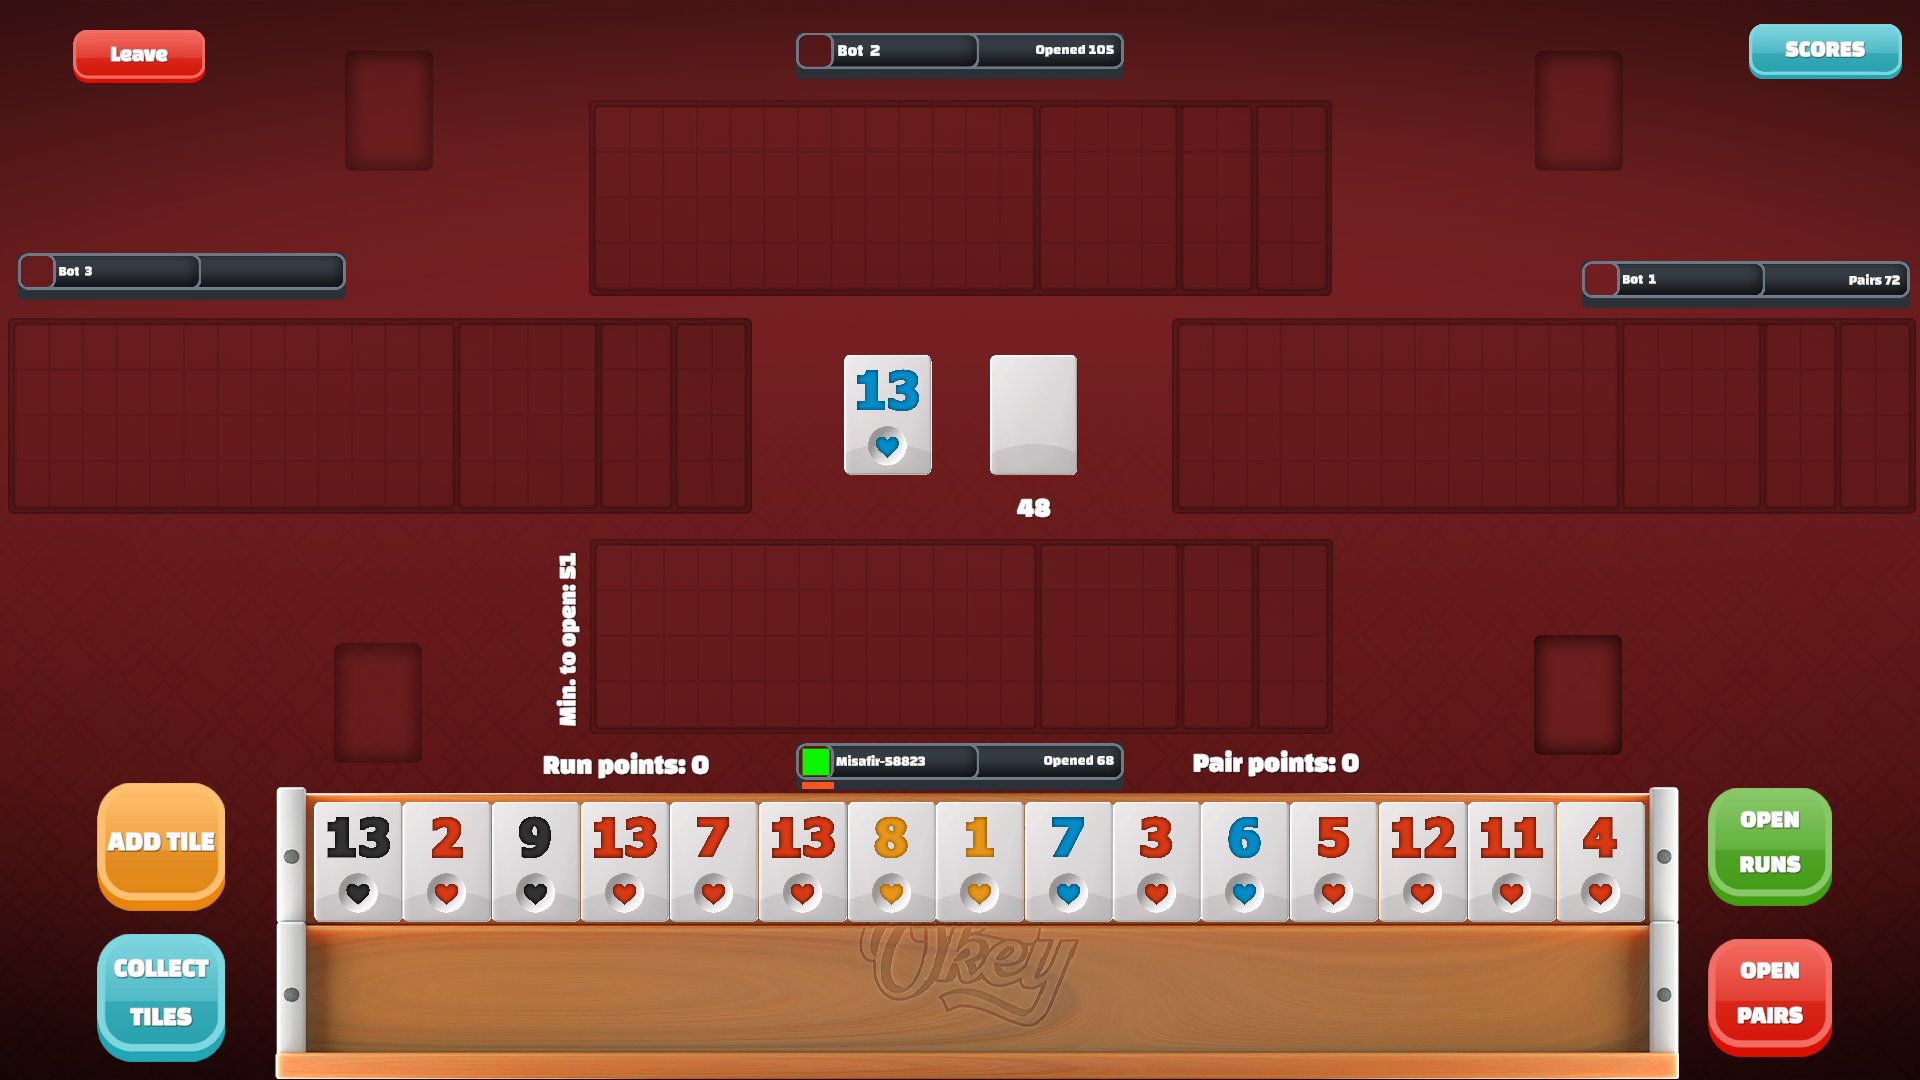 Leave
Bot 2
Opened 105
SCORES
Bot 3
Bot 1
Pairs 72
13
48
Min. to open: 51
Run points: 0
Misafir-58823
Opened 68
Pair points: 0
ADD TILE
13 2 9 13 7 13 8 1 7 3 6 5 12 11 4
OPEN
RUNS
Okey
COLLECT
TILES
OPEN
PAIRS